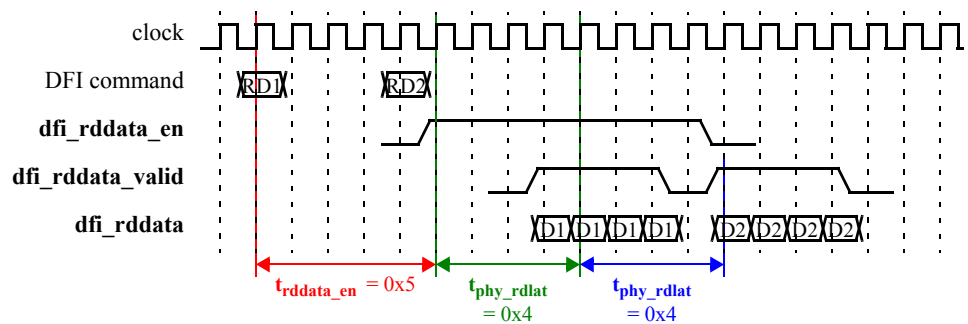 clock
DFI command RD1 RD2
dfi_rddata_en
dfi_rddata_valid
dfi_rddata D1 D1 D1 D1 D2 D2 D2 D2
trddata_en = 0x5 tphy_rdlat tphy_rdlat
= 0x4 = 0x4